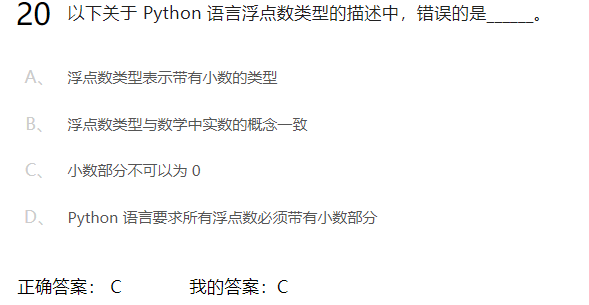 20 以下关于 Python 语言浮点数类型的描述中，错误的是______。
A、 浮点数类型表示带有小数的类型
B、 浮点数类型与数学中实数的概念一致
C、 小数部分不可以为 0
D、 Python 语言要求所有浮点数必须带有小数部分
正确答案： C 我的答案：C